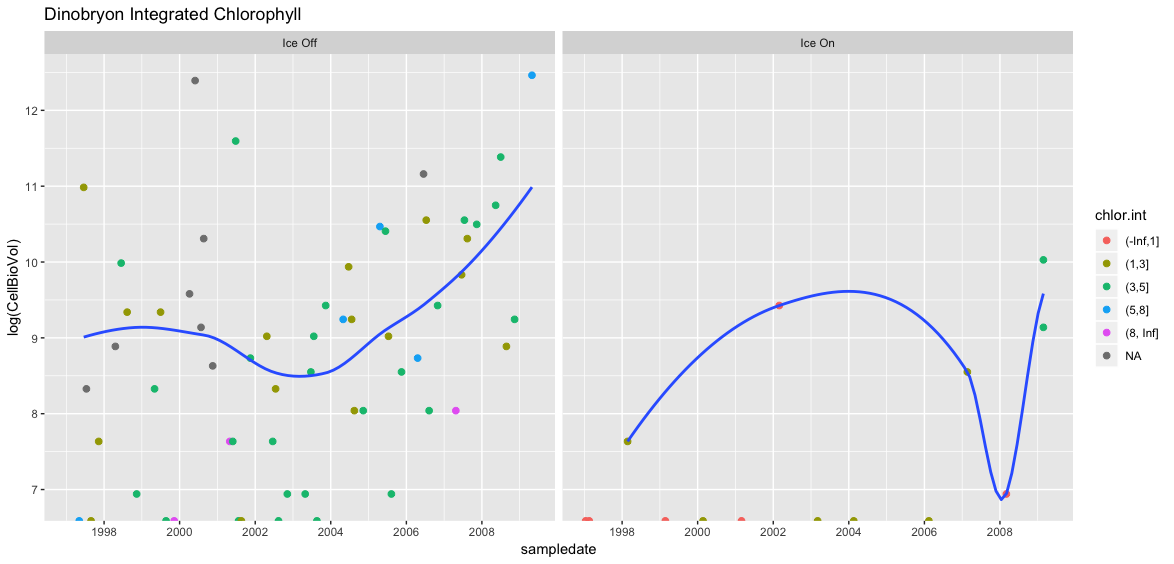 Dinobryon Integrated Chlorophyll
Ice Off
Ice On
log(CellBioVol)
12
11
10
9
8
7
1998
2000
2002
2004
2006
2008
1998
2000
2002
2004
2006
2008
sampledate
chlor.int
(-Inf,1]
(1,3]
(3,5]
(5,8]
(8, Inf]
NA